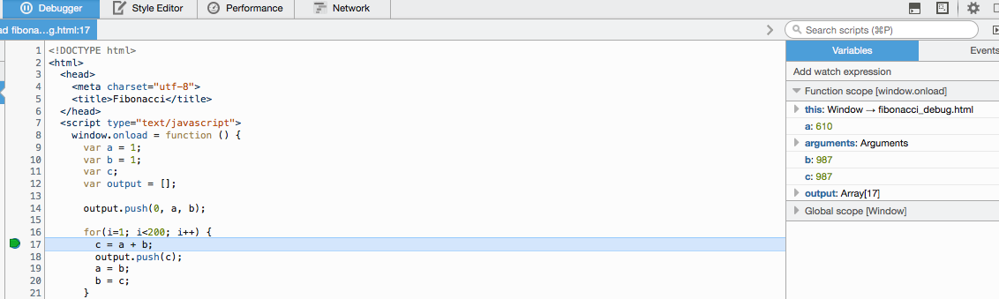 Debugger Style Editor Performance Network
ad fibona...g.html:17
Search scripts (⌘P)
1 <!DOCTYPE html>
2 <html>
3 <head>
4 <meta charset="utf-8">
5 <title>Fibonacci</title>
6 </head>
7 <script type="text/javascript">
8 window.onload = function () {
9 var a = 1;
10 var b = 1;
11 var c;
12 var output = [];
13
14 output.push(0, a, b);
15
16 for(i=1; i<200; i++) {
17 c = a + b;
18 output.push(c);
19 a = b;
20 b = c;
21 }
Variables Events
Add watch expression
Function scope [window.onload]
this: Window → fibonacci_debug.html
a: 610
arguments: Arguments
b: 987
c: 987
output: Array[17]
Global scope [Window]